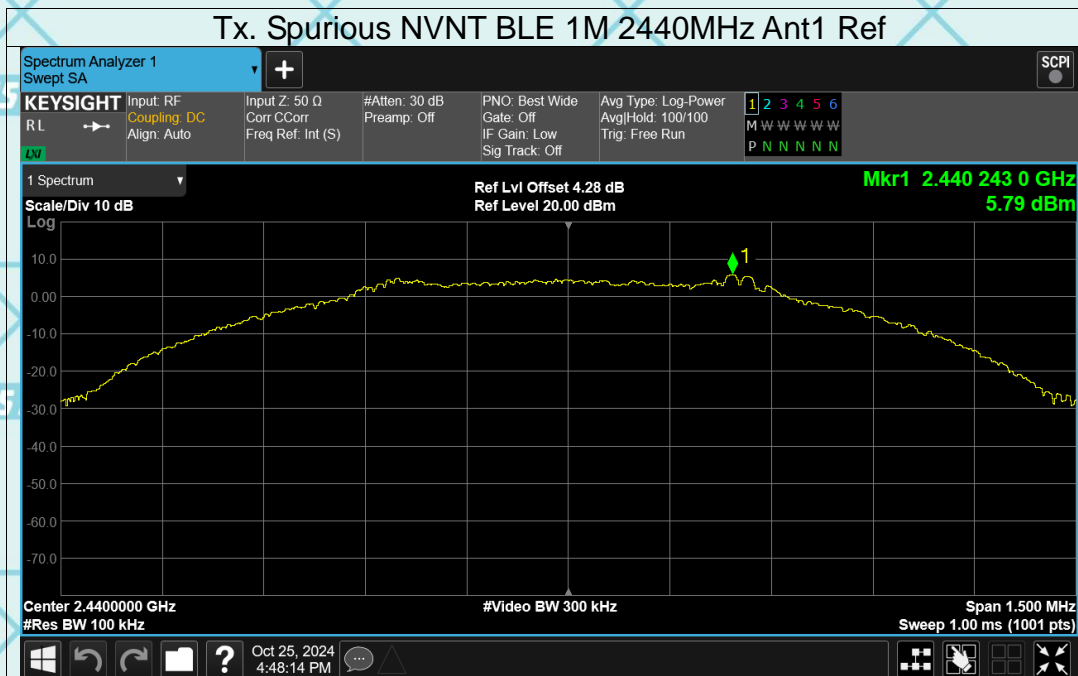 Tx. Spurious NVNT BLE 1M 2440MHz Ant1 Ref
Spectrum Analyzer 1
Swept SA
+
SCPI
KEYSIGHT
R L
LXI
Input: RF
Coupling: DC
Align: Auto
Input Z: 50 Ω
Corr CCorr
Freq Ref: Int (S)
#Atten: 30 dB
Preamp: Off
PNO: Best Wide
Gate: Off
IF Gain: Low
Sig Track: Off
Avg Type: Log-Power
Avg|Hold: 100/100
Trig: Free Run
1 2 3 4 5 6
M W W W W W
P N N N N N
1 Spectrum
Scale/Div 10 dB
Log
Ref Lvl Offset 4.28 dB
Ref Level 20.00 dBm
Mkr1 2.440 243 0 GHz
5.79 dBm
1
10.0
0.00
-10.0
-20.0
-30.0
-40.0
-50.0
-60.0
-70.0
Center 2.4400000 GHz
#Video BW 300 kHz
Span 1.500 MHz
#Res BW 100 kHz
Sweep 1.00 ms (1001 pts)
?
Oct 25, 2024
4:48:14 PM